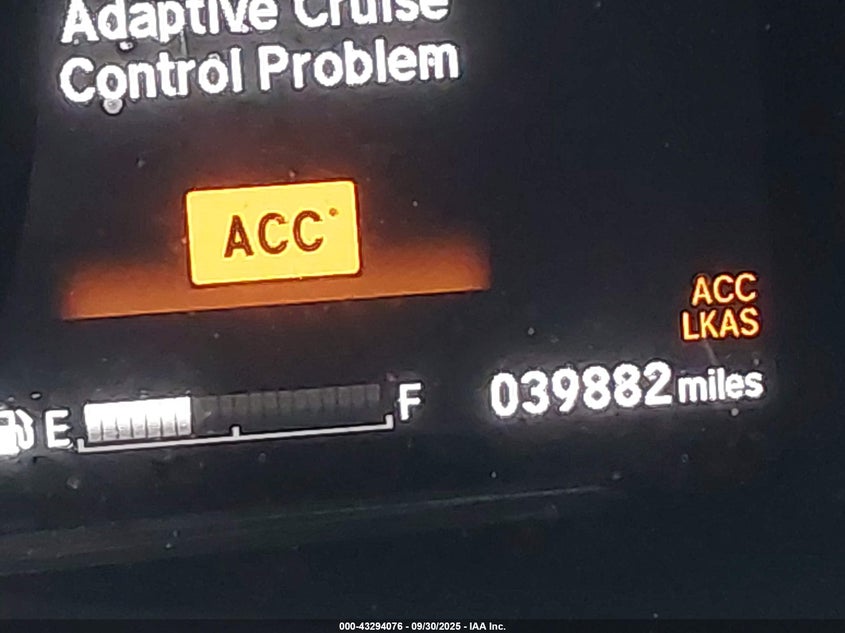 Adaptive Cruise
Control Problem
ACC
ACC
LKAS
E
F
039882 miles
000-43294076 - 09/30/2025 - IAA Inc.